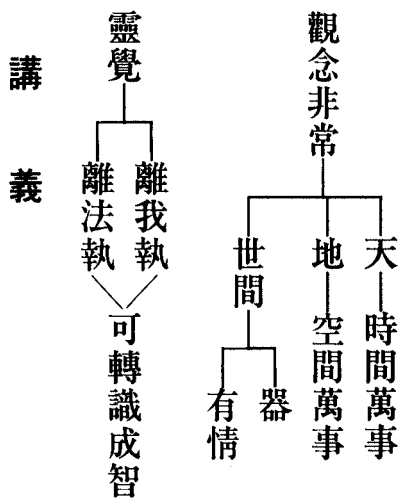 觀念非常
天
時間萬事
地
空間萬事
世間
器
有情
靈覺
離我執
離法執
可轉識成智
講義